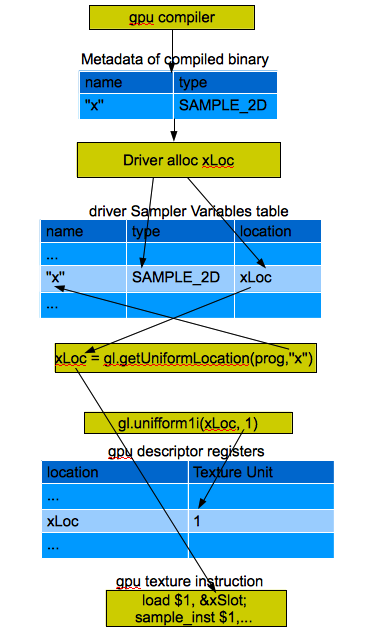 gpu compiler
Metadata of compiled binary
name type
"x" SAMPLE_2D
Driver alloc xLoc
driver Sampler Variables table
name type location
...
"x" SAMPLE_2D xLoc
...
xLoc = gl.getUniformLocation(prog,"x")
gl.unifform1i(xLoc, 1)
gpu descriptor registers
location Texture Unit
...
xLoc 1
...
gpu texture instruction
load $1, &xSlot;
sample_inst $1,...